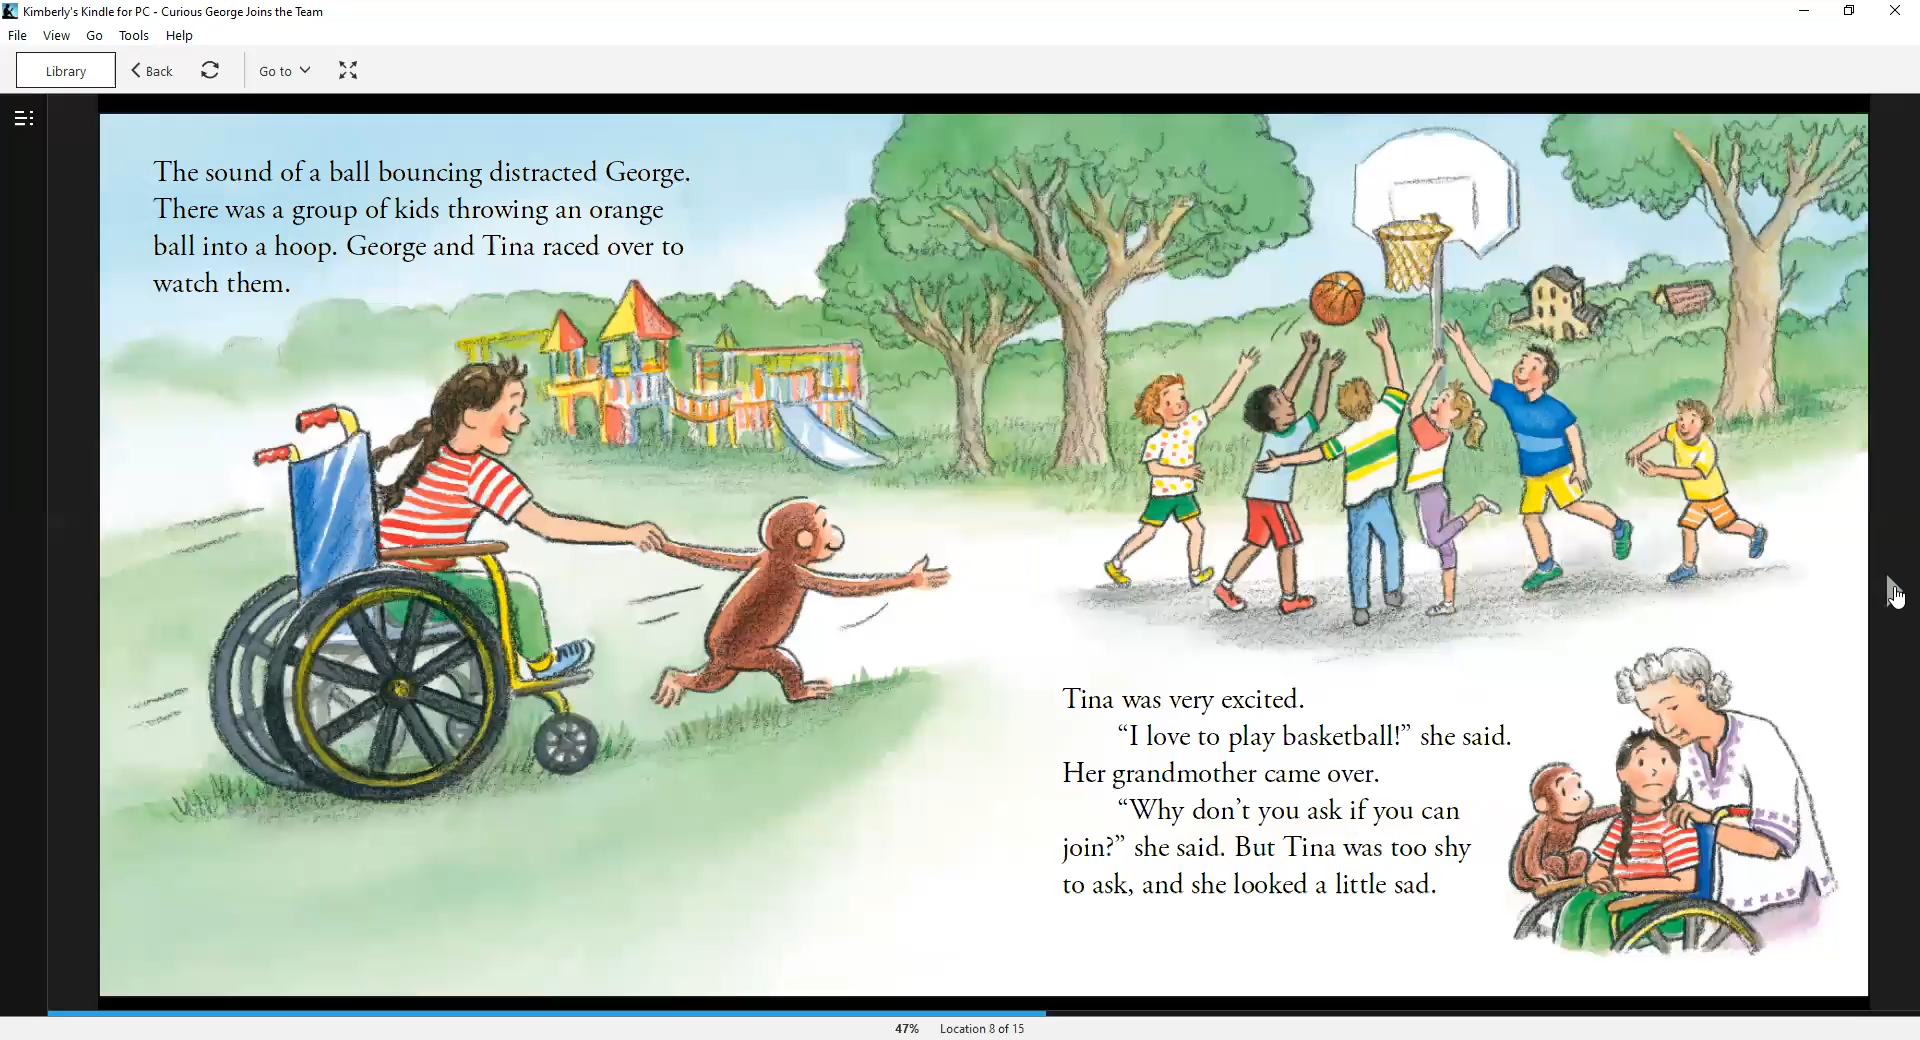 Kimberly's Kindle for PC - Curious George Joins the Team
File View Go Tools Help
Library Back Go to
The sound of a ball bouncing distracted George.
There was a group of kids throwing an orange
ball into a hoop. George and Tina raced over to
watch them.
Tina was very excited.
“I love to play basketball!” she said.
Her grandmother came over.
“Why don’t you ask if you can
join?” she said. But Tina was too shy
to ask, and she looked a little sad.
47% Location 8 of 15